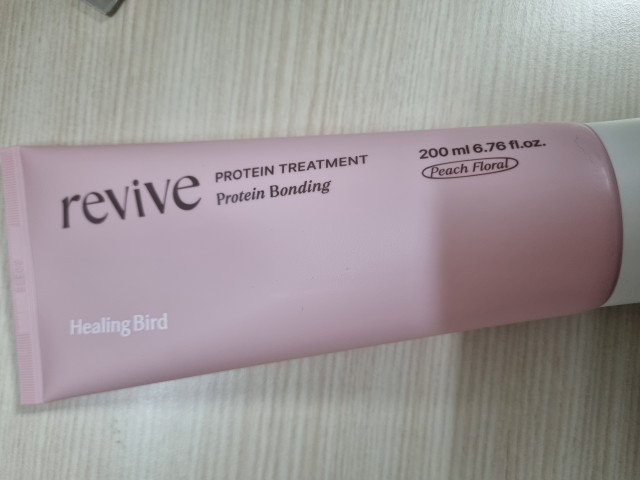 revive
PROTEIN TREATMENT
Protein Bonding
200 ml 6.76 fl.oz.
Peach Floral
Healing Bird